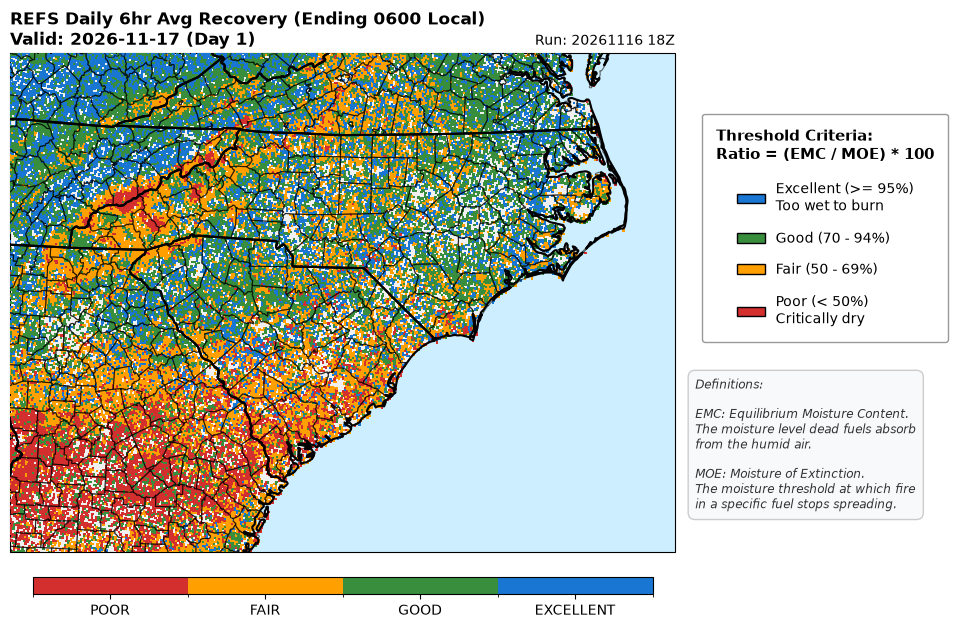 REFS Daily 6hr Avg Recovery (Ending 0600 Local)
Valid: 2026-11-17 (Day 1)
Run: 20261116 18Z
Threshold Criteria:
Ratio = (EMC / MOE) * 100
Excellent (>= 95%)
Too wet to burn
Good (70 - 94%)
Fair (50 - 69%)
Poor (< 50%)
Critically dry
Definitions:
EMC: Equilibrium Moisture Content.
The moisture level dead fuels absorb
from the humid air.
MOE: Moisture of Extinction.
The moisture threshold at which fire
in a specific fuel stops spreading.
POOR
FAIR
GOOD
EXCELLENT